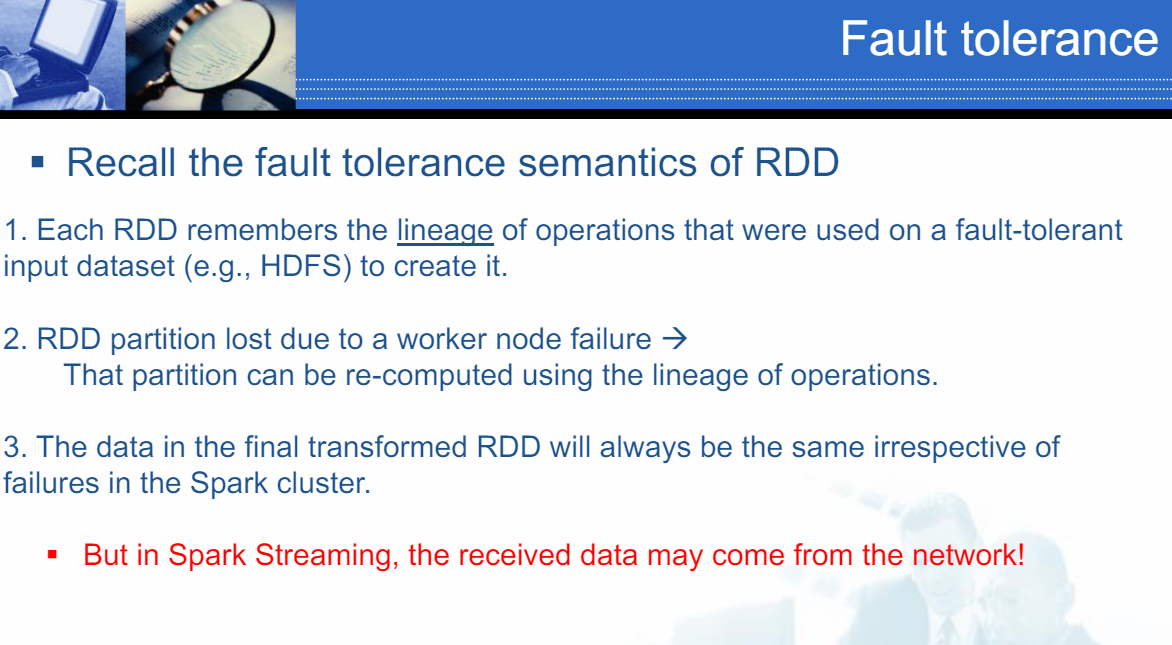 Fault tolerance
▪ Recall the fault tolerance semantics of RDD
1. Each RDD remembers the lineage of operations that were used on a fault-tolerant
input dataset (e.g., HDFS) to create it.
2. RDD partition lost due to a worker node failure →
That partition can be re-computed using the lineage of operations.
3. The data in the final transformed RDD will always be the same irrespective of
failures in the Spark cluster.
▪ But in Spark Streaming, the received data may come from the network!